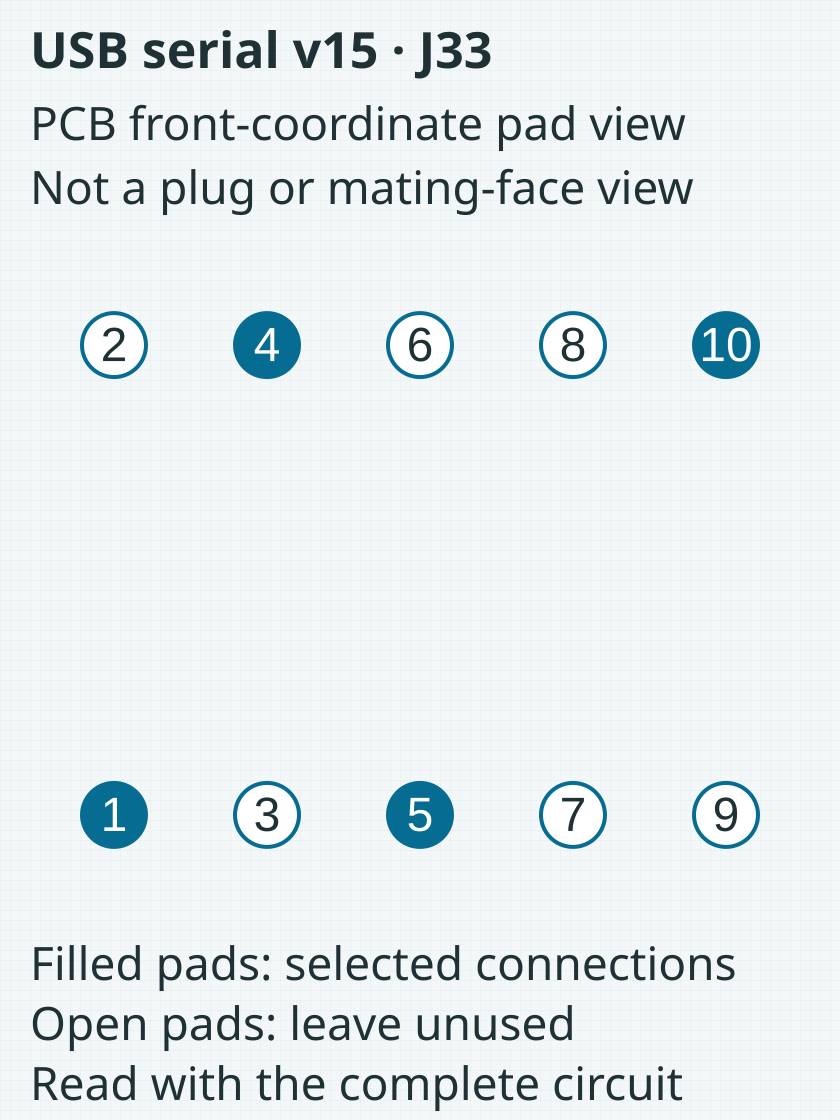 USB serial v15 · J33
PCB front-coordinate pad view
Not a plug or mating-face view
2 4 6 8 10
1 3 5 7 9
Filled pads: selected connections
Open pads: leave unused
Read with the complete circuit